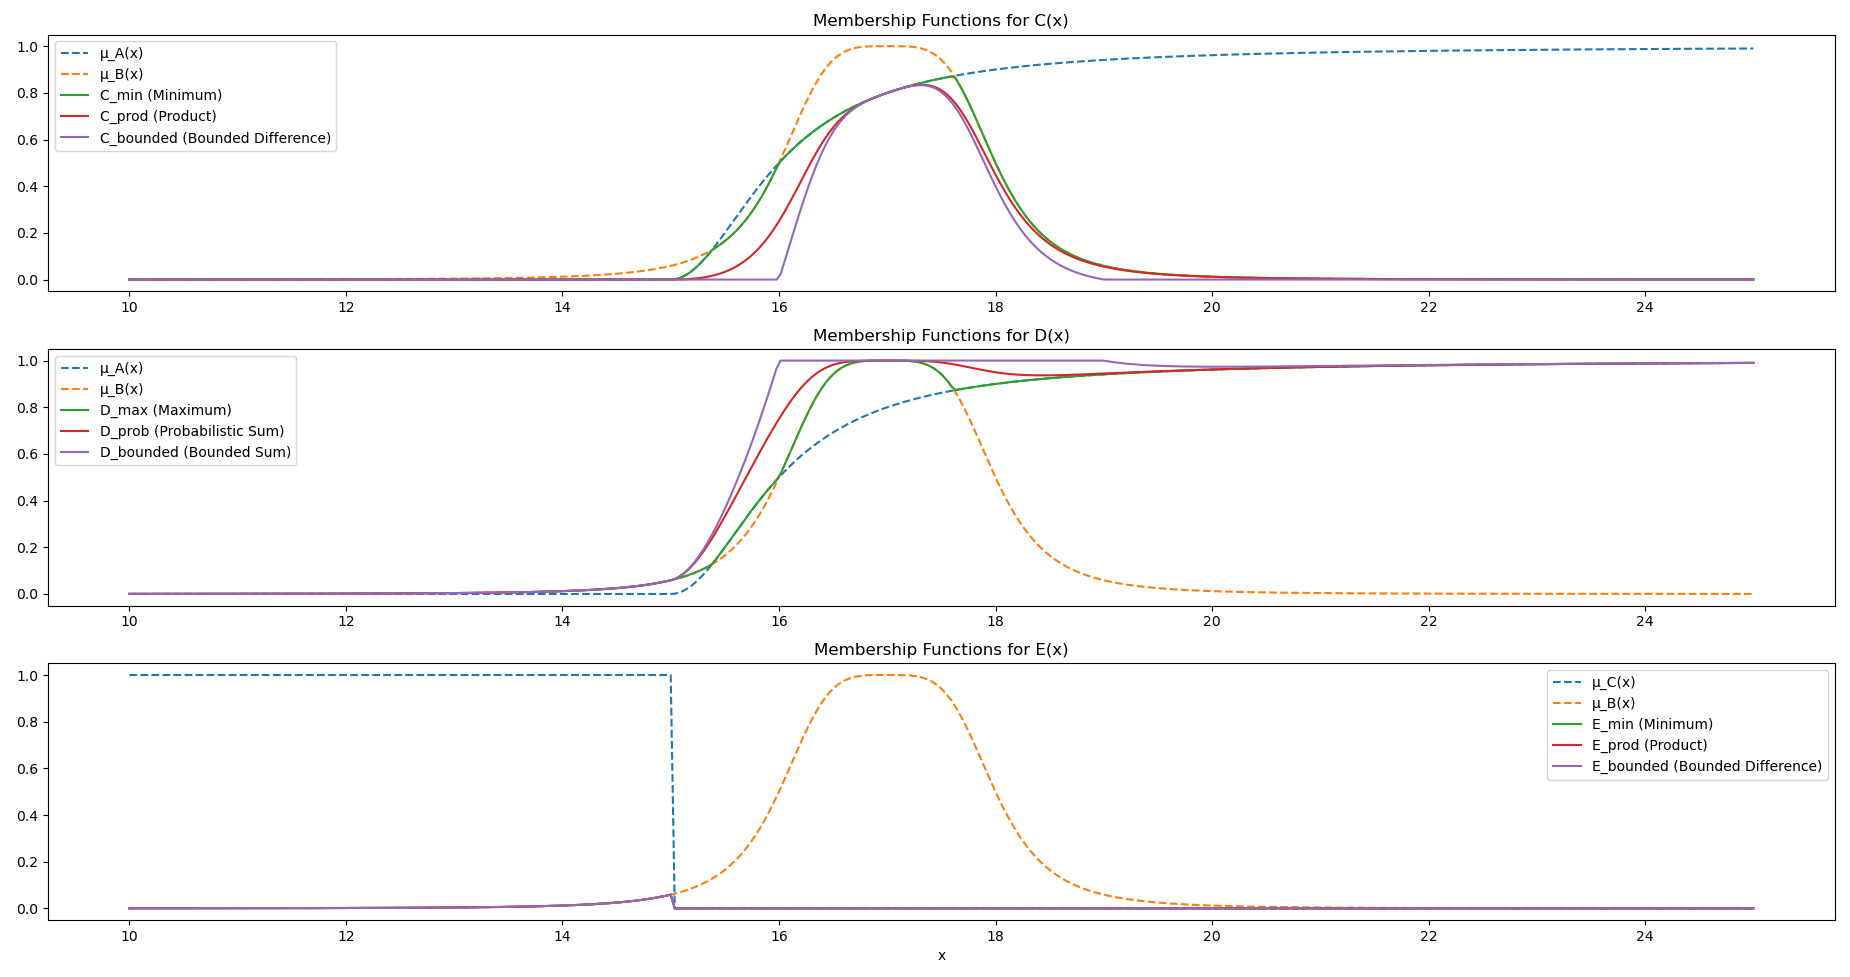 Membership Functions for C(x)
1.0
0.8
0.6
0.4
0.2
0.0
μ_A(x)
μ_B(x)
C_min (Minimum)
C_prod (Product)
C_bounded (Bounded Difference)
10 12 14 16 18 20 22 24
Membership Functions for D(x)
1.0
0.8
0.6
0.4
0.2
0.0
μ_A(x)
μ_B(x)
D_max (Maximum)
D_prob (Probabilistic Sum)
D_bounded (Bounded Sum)
10 12 14 16 18 20 22 24
Membership Functions for E(x)
1.0
0.8
0.6
0.4
0.2
0.0
μ_C(x)
μ_B(x)
E_min (Minimum)
E_prod (Product)
E_bounded (Bounded Difference)
10 12 14 16 18 20 22 24
x